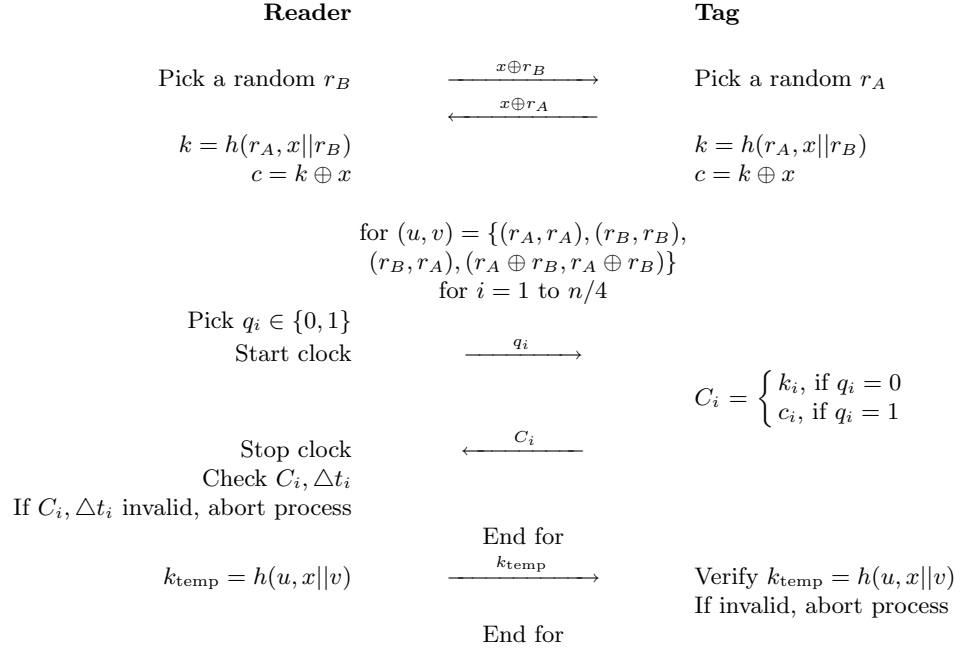 Reader Tag
x⊕r_B
Pick a random r_B Pick a random r_A
x⊕r_A
k = h(r_A, x||r_B) k = h(r_A, x||r_B)
c = k ⊕ x c = k ⊕ x
for (u, v) = {(r_A, r_A), (r_B, r_B),
(r_B, r_A), (r_A ⊕ r_B, r_A ⊕ r_B)}
for i = 1 to n/4
Pick q_i ∈ {0, 1}
Start clock q_i
C_i = { k_i, if q_i = 0
c_i, if q_i = 1
Stop clock C_i
Check C_i, △t_i
If C_i, △t_i invalid, abort process
End for
k_temp = h(u, x||v) k_temp Verify k_temp = h(u, x||v)
If invalid, abort process
End for